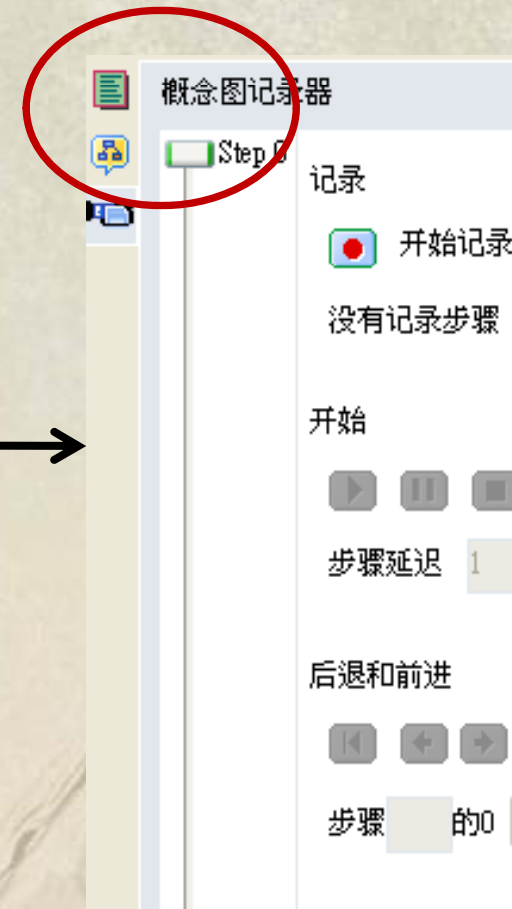 概念图记录器
Step 0
记录
开始记录
没有记录步骤
开始
步骤延迟 1
后退和前进
步骤 的0